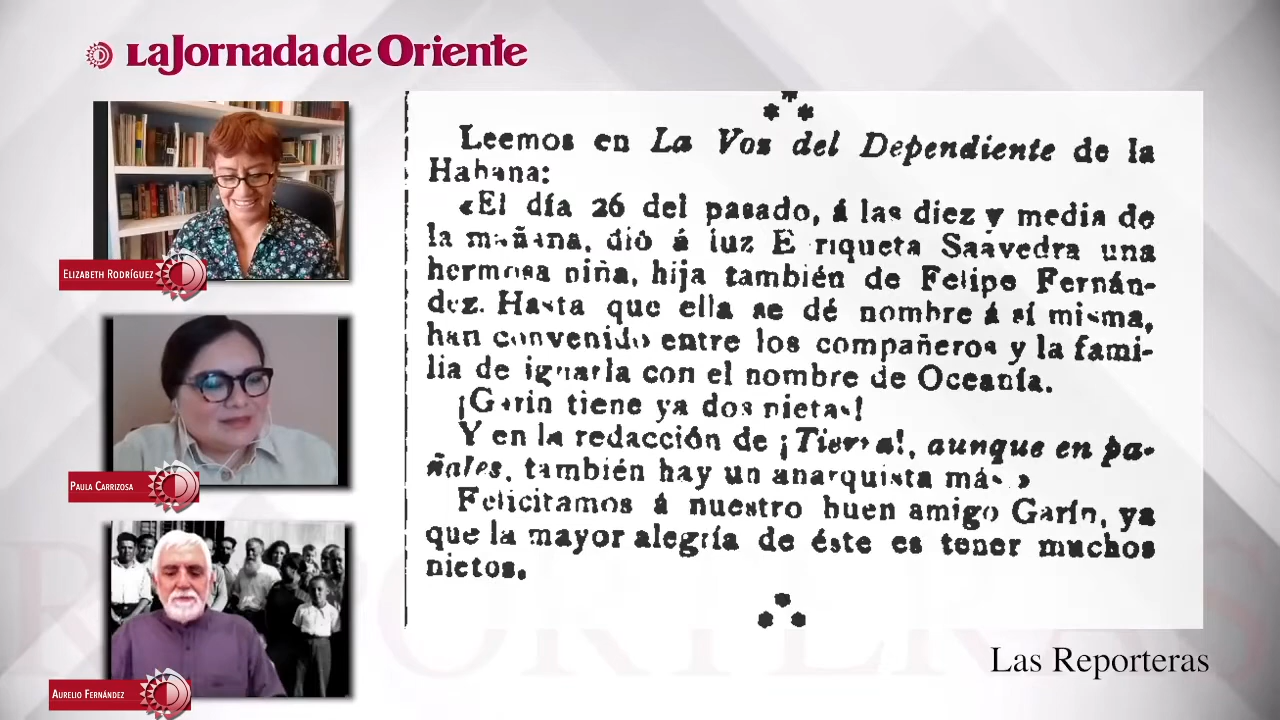 La Jornada de Oriente
Elizabeth Rodríguez
Paula Carrizosa
Aurelio Fernández
Leemos en La Voz del Dependiente de la
Habana:
«El día 26 del pasado, á las diez y media de
la mañana, dió á luz E riqueta Saavedra una
hermosa niña, hija también de Felipe Fernán-
dez. Hasta que ella se dé nombre á sí misma,
han convenido entre los compañeros y la fami-
lia de igualarla con el nombre de Oceanía.
¡Garin tiene ya dos nietas!
Y en la redacción de ¡Tierra!, aunque en pa-
ñales, también hay un anarquista más.»
Felicitamos á nuestro buen amigo Garín, ya
que la mayor alegría de éste es tener muchos
nietos.
Las Reporteras